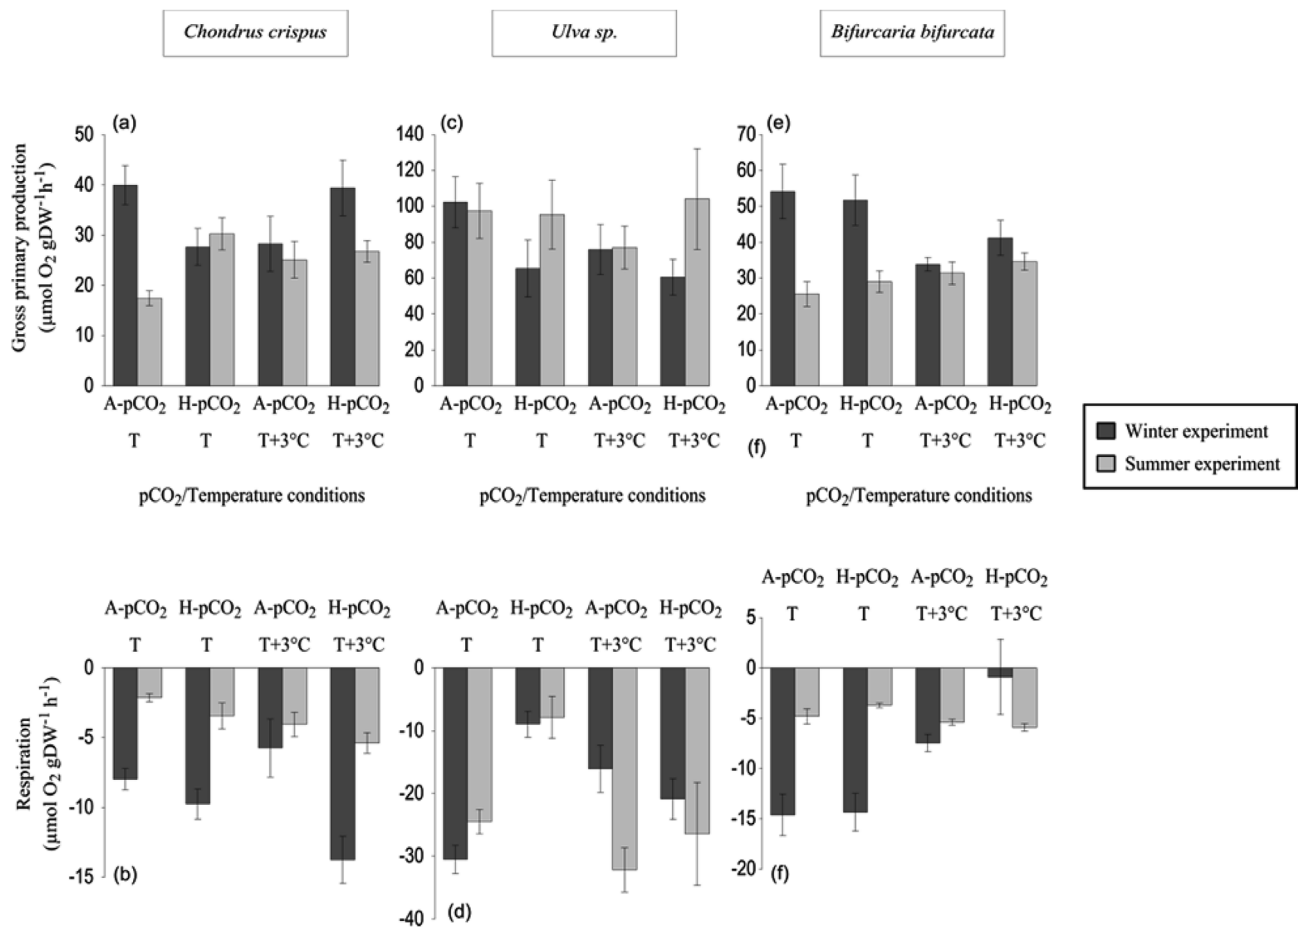 Chondrus crispus
Ulva sp.
Bifurcaria bifurcata
Gross primary production
(µmol O2 gDW-1h-1)
(a)
50
40
30
20
10
0
A-pCO2 H-pCO2 A-pCO2 H-pCO2
T T T+3°C T+3°C
pCO2/Temperature conditions
(c)
140
120
100
80
60
40
20
0
A-pCO2 H-pCO2 A-pCO2 H-pCO2
T T T+3°C T+3°C
pCO2/Temperature conditions
(e)
70
60
50
40
30
20
10
0
A-pCO2 H-pCO2 A-pCO2 H-pCO2
(f) T T T+3°C T+3°C
pCO2/Temperature conditions
Winter experiment
Summer experiment
Respiration
(µmol O2 gDW-1 h-1)
A-pCO2 H-pCO2 A-pCO2 H-pCO2
T T T+3°C T+3°C
0
-5
-10
-15
(b)
A-pCO2 H-pCO2 A-pCO2 H-pCO2
T T T+3°C T+3°C
0
-10
-20
-30
-40
(d)
A-pCO2 H-pCO2 A-pCO2 H-pCO2
T T T+3°C T+3°C
5
0
-5
-10
-15
-20
(f)